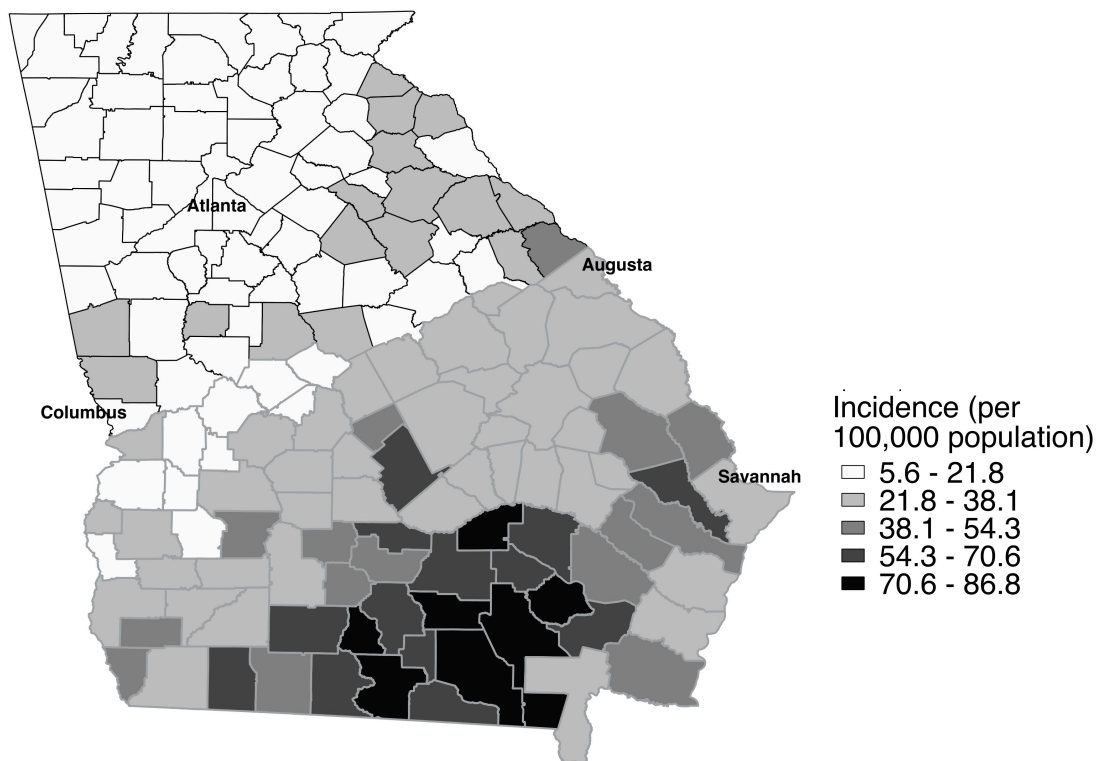 Atlanta
Augusta
Columbus
Savannah
Incidence (per
100,000 population)
5.6 - 21.8
21.8 - 38.1
38.1 - 54.3
54.3 - 70.6
70.6 - 86.8